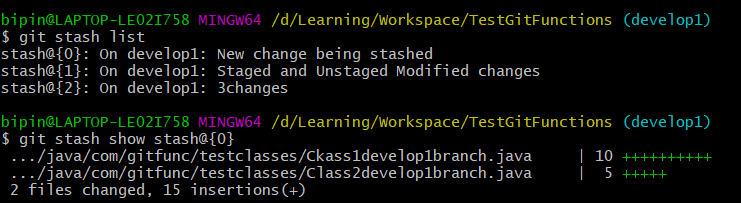 bipin@LAPTOP-LE02I758 MINGW64 /d/Learning/Workspace/TestGitFunctions (develop1)
$ git stash list
stash@{0}: On develop1: New change being stashed
stash@{1}: On develop1: Staged and Unstaged Modified changes
stash@{2}: On develop1: 3changes
bipin@LAPTOP-LE02I758 MINGW64 /d/Learning/Workspace/TestGitFunctions (develop1)
$ git stash show stash@{0}
.../java/com/gitfunc/testclasses/Ckass1develop1branch.java | 10 ++++++++++
.../java/com/gitfunc/testclasses/Class2develop1branch.java | 5 +++++
2 files changed, 15 insertions(+)